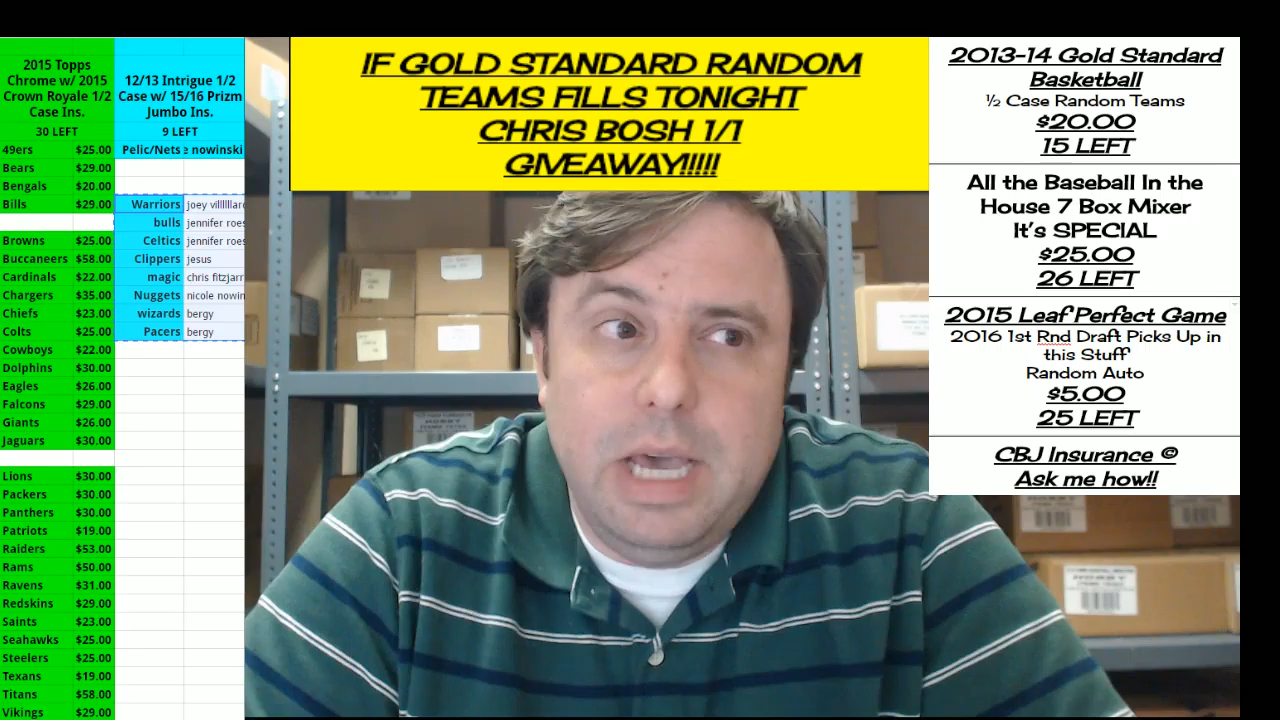 2015 Topps
Chrome w/ 2015
Crown Royale 1/2
Case Ins.
30 LEFT
49ers $25.00
Bears $29.00
Bengals $20.00
Bills $29.00
Browns $25.00
Buccaneers $58.00
Cardinals $22.00
Chargers $35.00
Chiefs $23.00
Colts $25.00
Cowboys $22.00
Dolphins $30.00
Eagles $26.00
Falcons $29.00
Giants $26.00
Jaguars $30.00
Lions $30.00
Packers $30.00
Panthers $30.00
Patriots $19.00
Raiders $53.00
Rams $50.00
Ravens $31.00
Redskins $29.00
Saints $23.00
Seahawks $25.00
Steelers $25.00
Texans $19.00
Titans $58.00
Vikings $29.00
12/13 Intrigue 1/2
Case w/ 15/16 Prizm
Jumbo Ins.
9 LEFT
Pelic/Nets e nowinski
Warriors joey villlllard
bulls jennifer roes
Celtics jennifer roes
Clippers jesus
magic chris fitzjarr
Nuggets nicole nowin
wizards bergy
Pacers bergy
IF GOLD STANDARD RANDOM
TEAMS FILLS TONIGHT
CHRIS BOSH 1/1
GIVEAWAY!!!!!
2013-14 Gold Standard
Basketball
½ Case Random Teams
$20.00
15 LEFT
All the Baseball In the
House 7 Box Mixer
It's SPECIAL
$25.00
26 LEFT
2015 Leaf Perfect Game
2016 1st Rnd Draft Picks Up in
this Stuff
Random Auto
$5.00
25 LEFT
CBJ Insurance ©
Ask me how!!